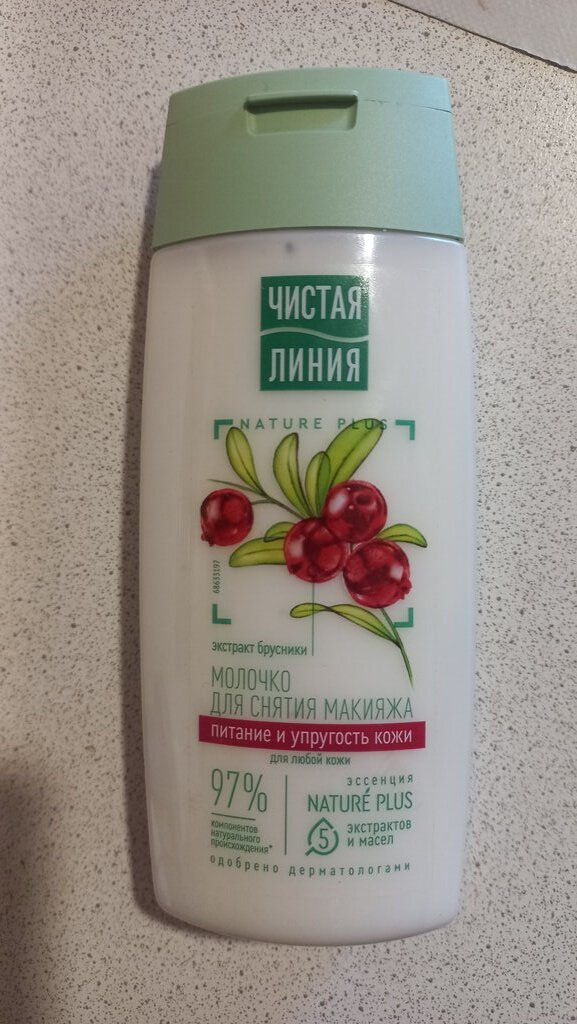 ЧИСТАЯ
ЛИНИЯ
NATURE PLUS
68633197
экстракт брусники
МОЛОЧКО
ДЛЯ СНЯТИЯ МАКИЯЖА
питание и упругость кожи
для любой кожи
97%
компонентов
натурального
происхождения*
эссенция
NATURÉ PLUS
5
экстрактов
и масел
одобрено дерматологами